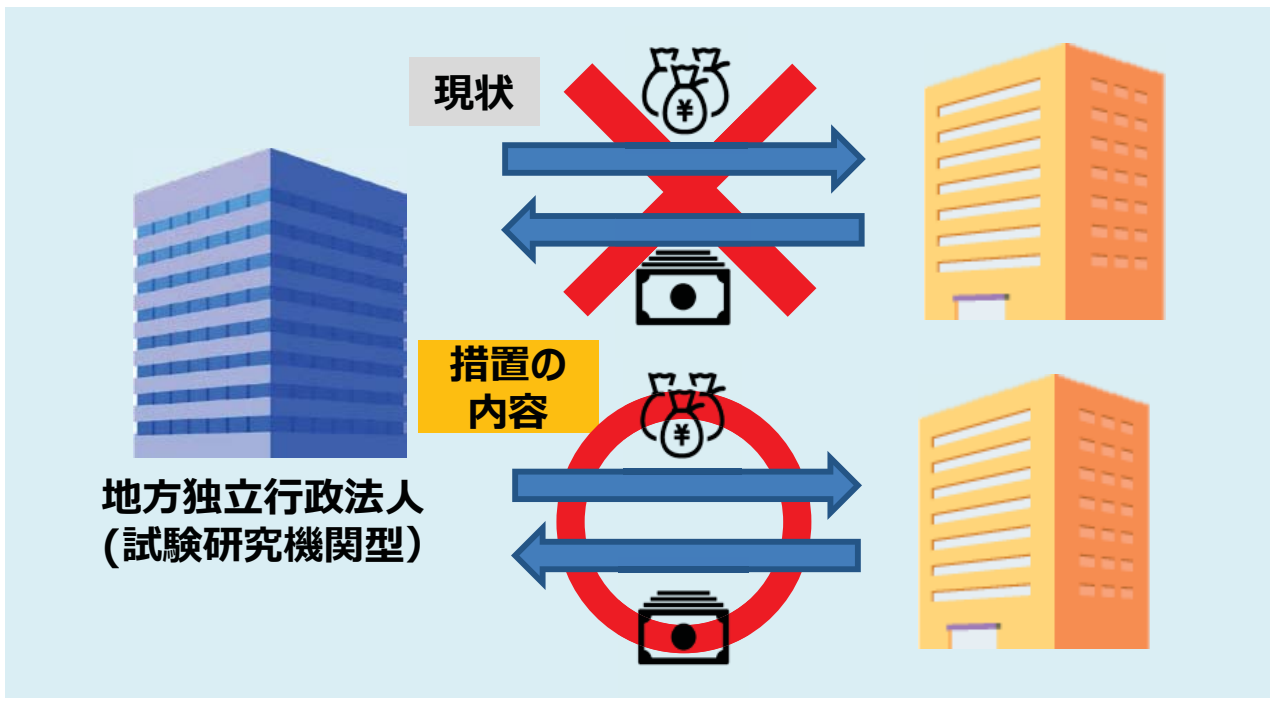 現状
¥
措置の
内容
¥
地方独立行政法人
(試験研究機関型）